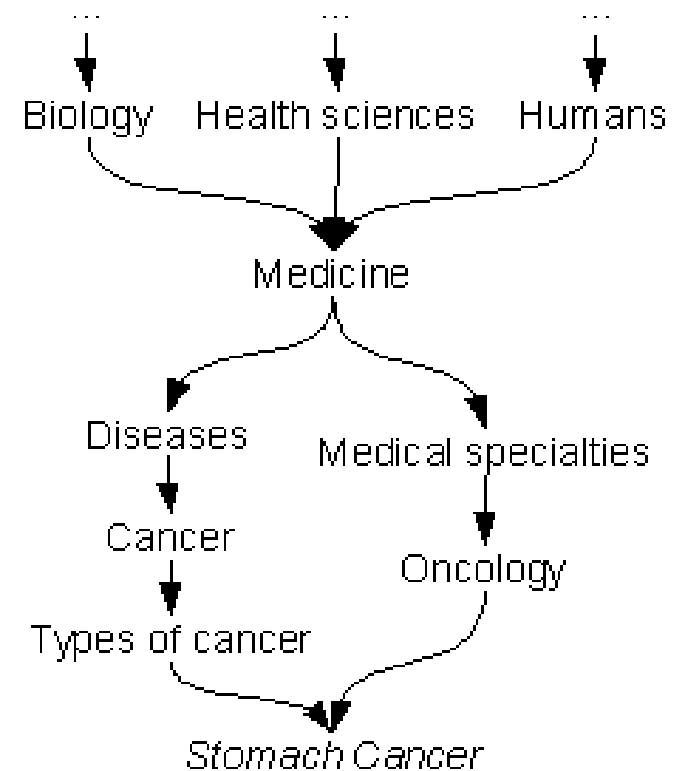 ... ... ...
Biology Health sciences Humans
Medicine
Diseases
Medical specialties
Cancer
Oncology
Types of cancer
Stomach Cancer